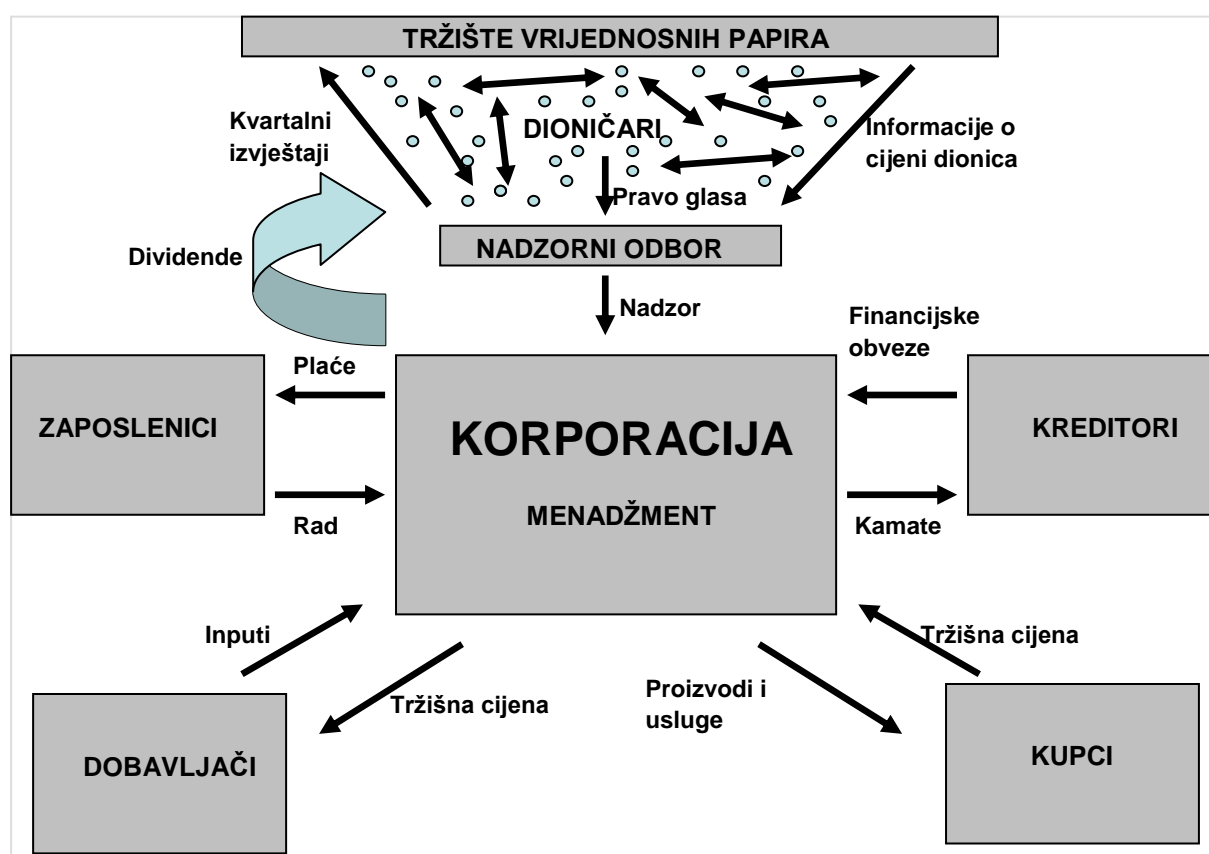 TRŽIŠTE VRIJEDNOSNIH PAPIRA
Kvartalni
izvještaji
DIONIČARI
Informacije o
cijeni dionica
Pravo glasa
Dividende
NADZORNI ODBOR
Nadzor
Financijske
obveze
Plaće
ZAPOSLENICI
KORPORACIJA
KREDITORI
MENADŽMENT
Rad
Kamate
Inputi
Tržišna cijena
Tržišna cijena
Proizvodi i
usluge
DOBAVLJAČI
KUPCI